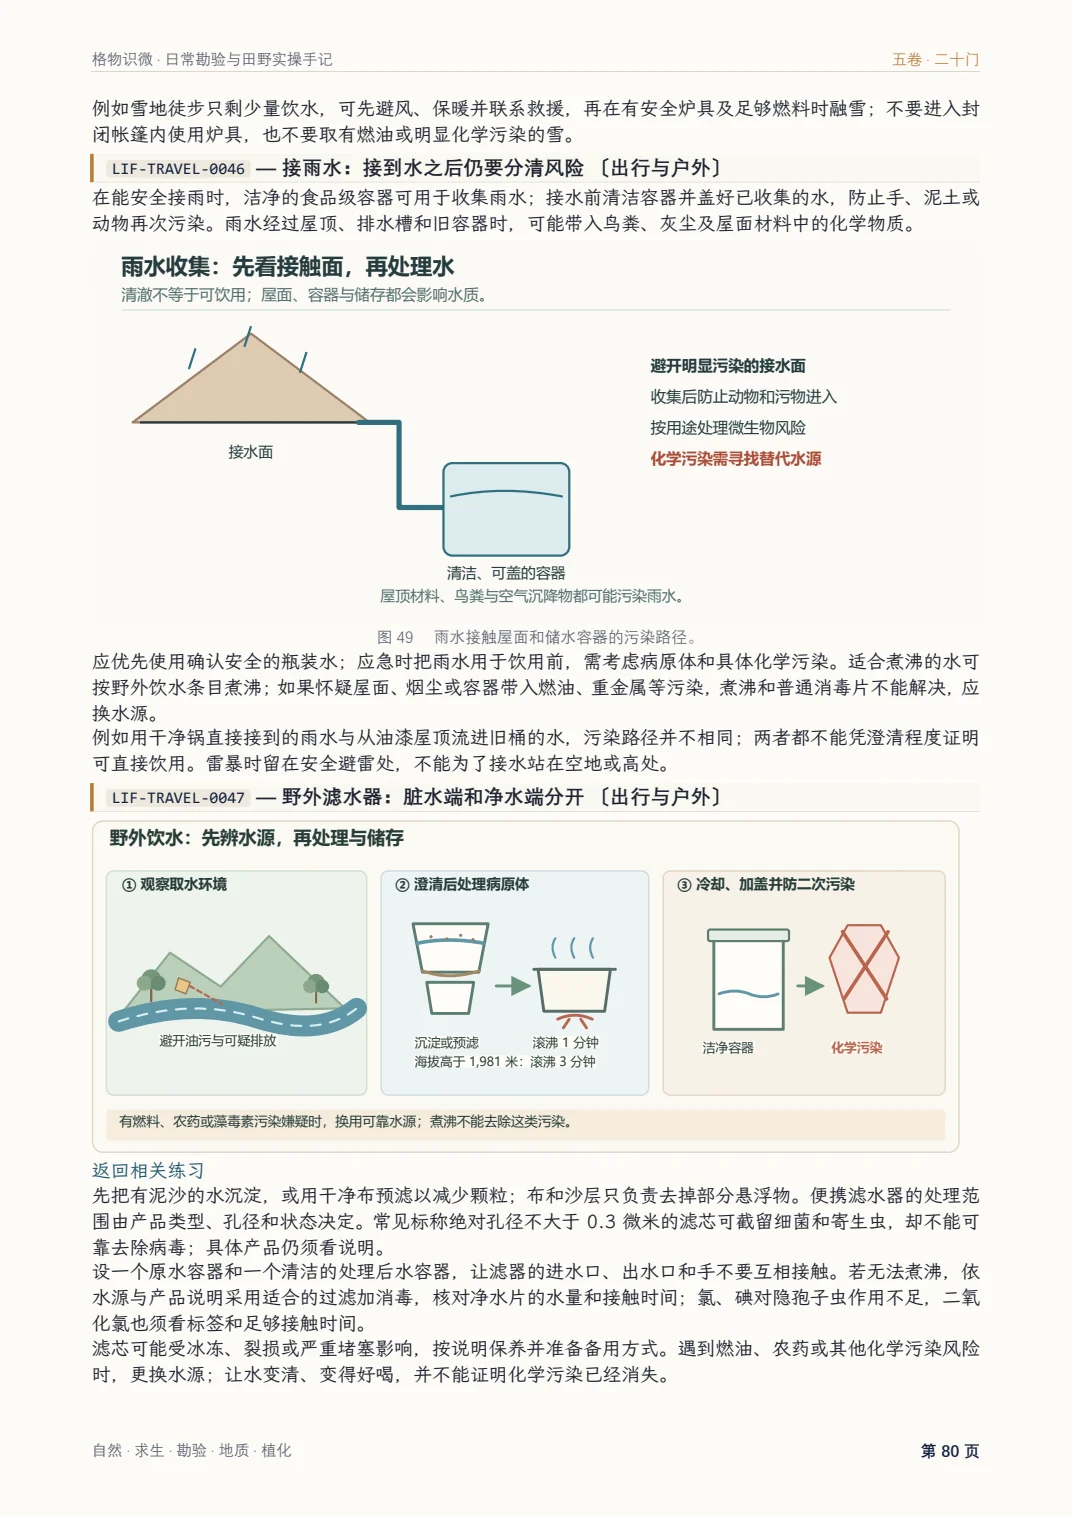 格物识微 · 日常勘验与田野实操手记
五卷 · 二十门
例如雪地徒步只剩少量饮水，可先避风、保暖并联系救援，再在有安全炉具及足够燃料时融雪；不要进入封
闭帐篷内使用炉具，也不要取有燃油或明显化学污染的雪。
LIF-TRAVEL-0046 — 接雨水：接到水之后仍要分清风险 〔出行与户外〕
在能安全接雨时，洁净的食品级容器可用于收集雨水；接水前清洁容器并盖好已收集的水，防止手、泥土或
动物再次污染。雨水经过屋顶、排水槽和旧容器时，可能带入鸟粪、灰尘及屋面材料中的化学物质。
雨水收集：先看接触面，再处理水
清澈不等于可饮用；屋面、容器与储存都会影响水质。
避开明显污染的接水面
收集后防止动物和污物进入
按用途处理微生物风险
化学污染需寻找替代水源
接水面
清洁、可盖的容器
屋顶材料、鸟粪与空气沉降物都可能污染雨水。
图 49 雨水接触屋面和储水容器的污染路径。
应优先使用确认安全的瓶装水；应急时把雨水用于饮用前，需考虑病原体和具体化学污染。适合煮沸的水可
按野外饮水条目煮沸；如果怀疑屋面、烟尘或容器带入燃油、重金属等污染，煮沸和普通消毒片不能解决，应
换水源。
例如用干净锅直接接到的雨水与从油漆屋顶流进旧桶的水，污染路径并不相同；两者都不能凭澄清程度证明
可直接饮用。雷暴时留在安全避雷处，不能为了接水站在空地或高处。
LIF-TRAVEL-0047 — 野外滤水器：脏水端和净水端分开 〔出行与户外〕
野外饮水：先辨水源，再处理与储存
① 观察取水环境
避开油污与可疑排放
② 澄清后处理病原体
沉淀或预滤
滚沸 1 分钟
海拔高于 1,981 米：滚沸 3 分钟
③ 冷却、加盖并防二次污染
洁净容器
化学污染
有燃料、农药或藻毒素污染嫌疑时，换用可靠水源；煮沸不能去除这类污染。
返回相关练习
先把有泥沙的水沉淀，或用干净布预滤以减少颗粒；布和沙层只负责去掉部分悬浮物。便携滤水器的处理范
围由产品类型、孔径和状态决定。常见标称绝对孔径不大于 0.3 微米的滤芯可截留细菌和寄生虫，却不能可
靠去除病毒；具体产品仍须看说明。
设一个原水容器和一个清洁的处理后水容器，让滤器的进水口、出水口和手不要互相接触。若无法煮沸，依
水源与产品说明采用适合的过滤加消毒，核对净水片的水量和接触时间；氯、碘对隐孢子虫作用不足，二氧
化氯也须看标签和足够接触时间。
滤芯可能受冰冻、裂损或严重堵塞影响，按说明保养并准备备用方式。遇到燃油、农药或其他化学污染风险
时，更换水源；让水变清、变得好喝，并不能证明化学污染已经消失。
自然 · 求生 · 勘验 · 地质 · 植化
第 80 页